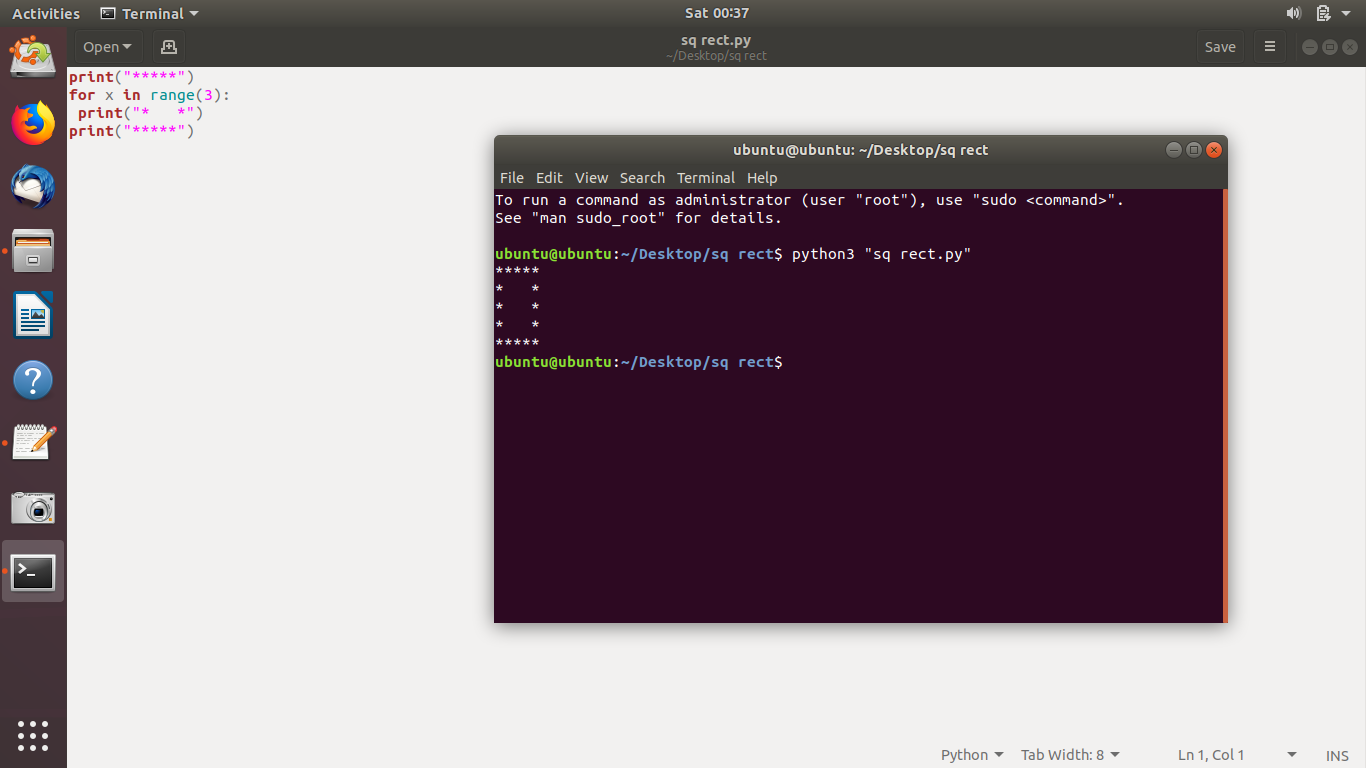 Activities Terminal Sat 00:37
Open sq rect.py Save
~/Desktop/sq rect
print("*****")
for x in range(3):
 print("*   *")
print("*****")
ubuntu@ubuntu: ~/Desktop/sq rect
File Edit View Search Terminal Help
To run a command as administrator (user "root"), use "sudo <command>".
See "man sudo_root" for details.
ubuntu@ubuntu:~/Desktop/sq rect$ python3 "sq rect.py"
*****
*   *
*   *
*   *
*****
ubuntu@ubuntu:~/Desktop/sq rect$
Python Tab Width: 8 Ln 1, Col 1 INS